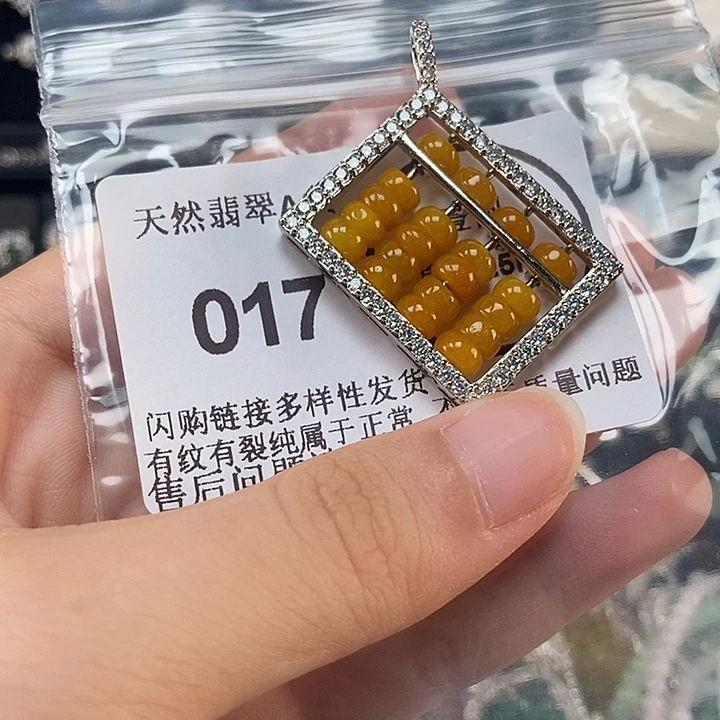 天然翡翠A
017
闪购链接多样性发货
质量问题
有纹有裂纯属于正常 不
售后问题